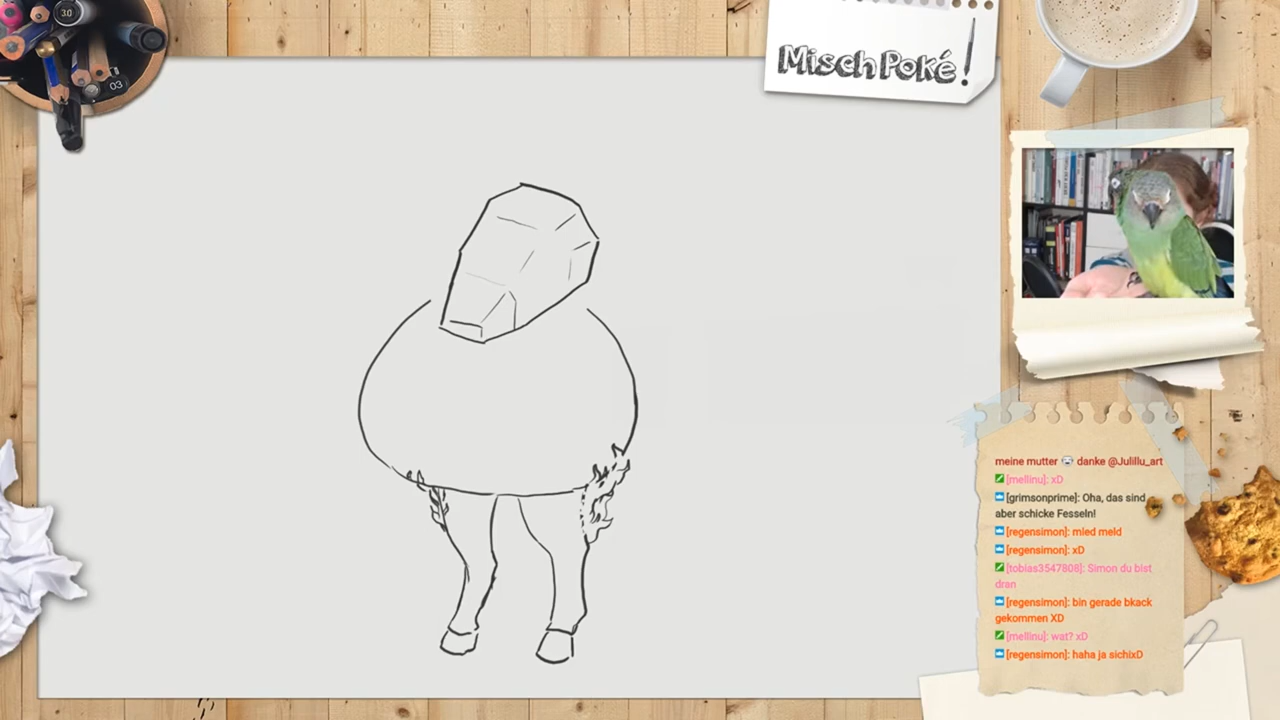 30
03
Misch Poké!
meine mutter danke @Julillu_art
[mellinu]: xD
[grimsonprime]: Oha, das sind
aber schicke Fesseln!
[regensimon]: mied meld
[regensimon]: xD
[tobias3547808]: Simon du bist
dran
[regensimon]: bin gerade bkack
gekommen XD
[mellinu]: wat? xD
[regensimon]: haha ja sichixD